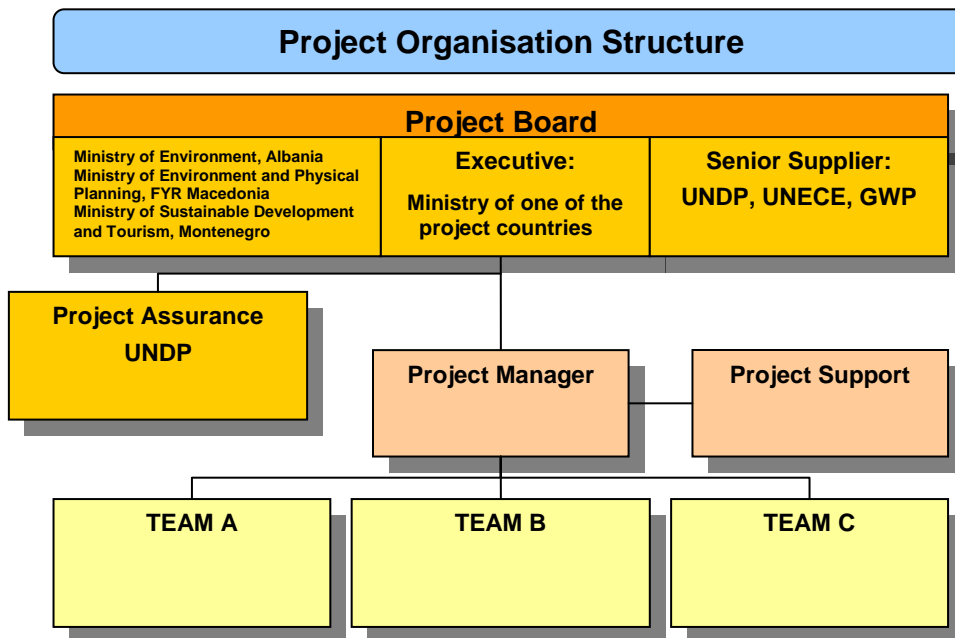 Project Organisation Structure
Project Board
Ministry of Environment, Albania
Ministry of Environment and Physical
Planning, FYR Macedonia
Ministry of Sustainable Development
and Tourism, Montenegro
Executive:
Ministry of one of the
project countries
Senior Supplier:
UNDP, UNECE, GWP
Project Assurance
UNDP
Project Manager
Project Support
TEAM A
TEAM B
TEAM C